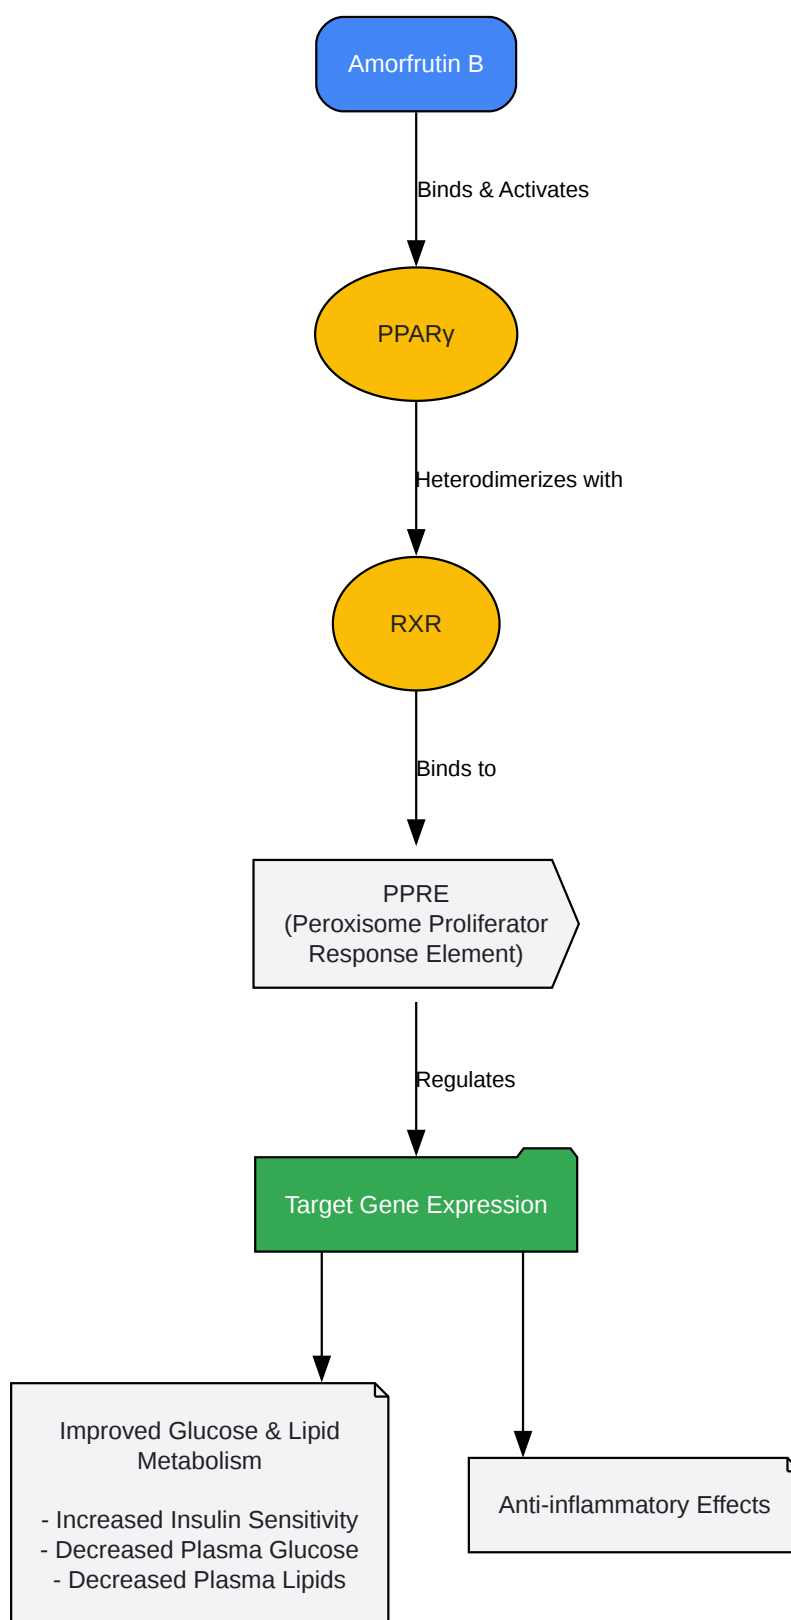 Amorfrutin B
Binds & Activates
PPARγ
Heterodimerizes with
RXR
Binds to
PPRE
(Peroxisome Proliferator
Response Element)
Regulates
Target Gene Expression
Improved Glucose & Lipid
Metabolism
- Increased Insulin Sensitivity
- Decreased Plasma Glucose
- Decreased Plasma Lipids
Anti-inflammatory Effects